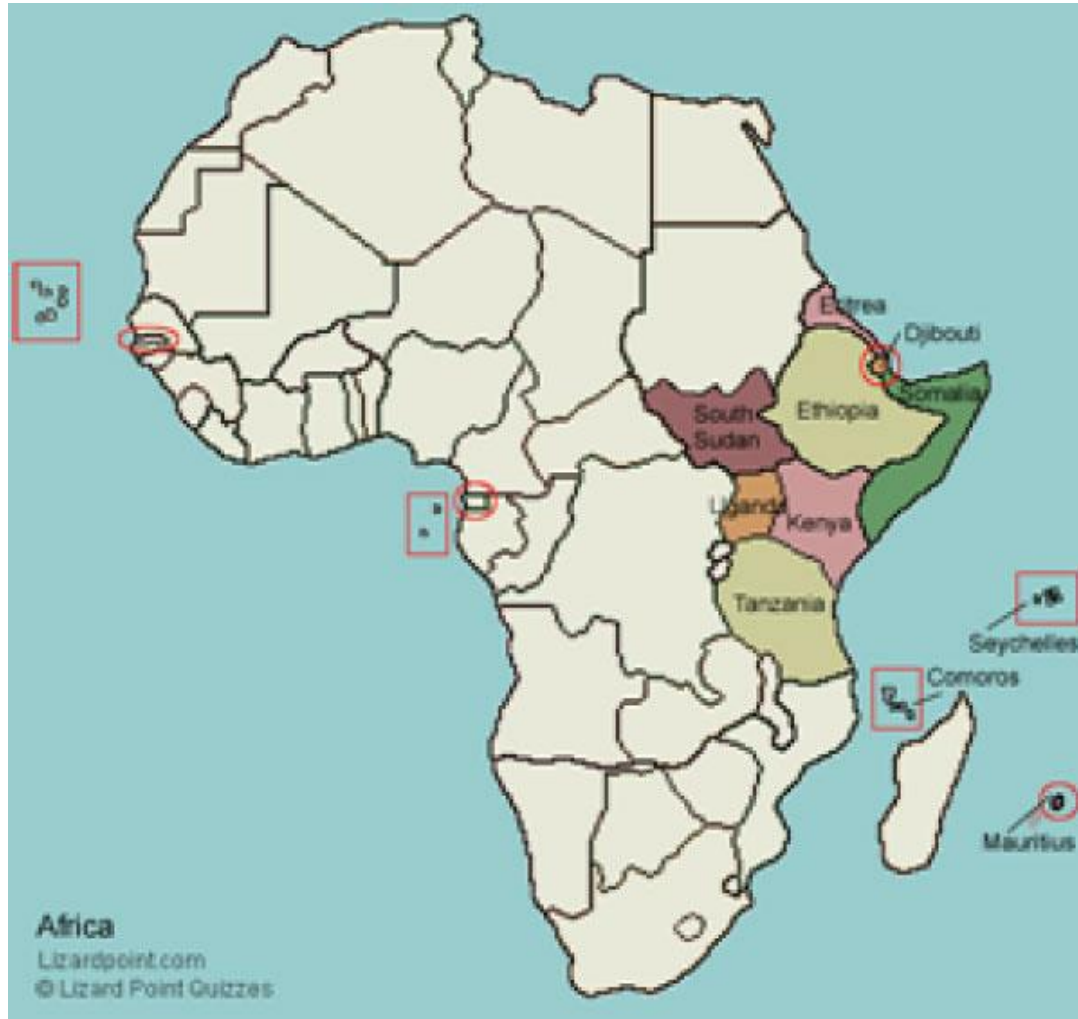 Eritrea
Djibouti
Somalia
South
Sudan
Ethiopia
Uganda
Kenya
Tanzania
Seychelles
Comoros
Mauritius
Africa
Lizardpoint.com
© Lizard Point Quizzes